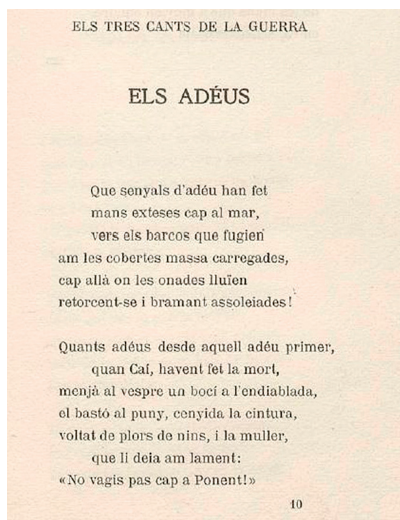 ELS TRES CANTS DE LA GUERRA
ELS ADÉUS
Que senyals d'adéu han fet
mans exteses cap al mar,
vers els barcos que fugien
am les cobertes massa carregades,
cap allà on les onades lluïen
retorcent-se i bramant assoleiades!
Quants adéus desde aquell adéu primer,
quan Caí, havent fet la mort,
menjà al vespre un bocí a l'endiablada,
el bastó al puny, cenyida la cintura,
voltat de plors de nins, i la muller,
que li deia am lament:
«No vagis pas cap a Ponent!»
10